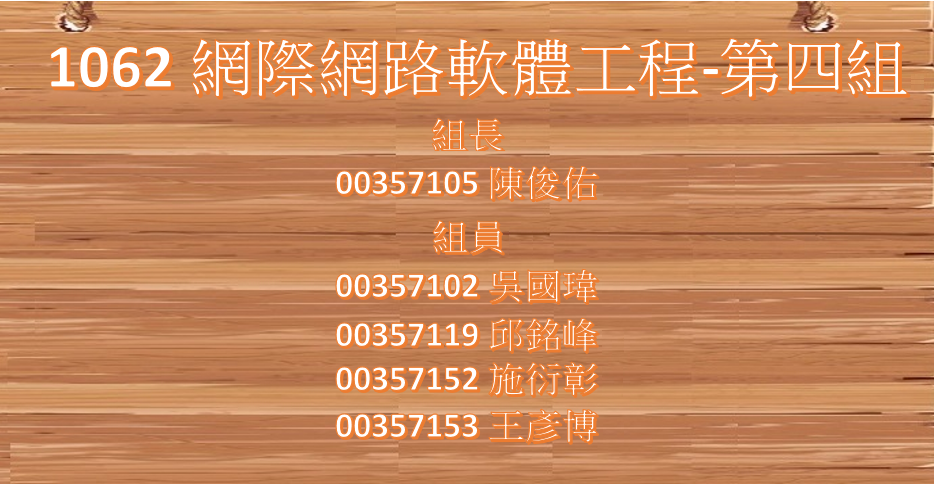 1062 網際網路軟體工程-第四組
組長
00357105 陳俊佑
組員
00357102 吳國瑋
00357119 邱銘峰
00357152 施衍彰
00357153 王彥博